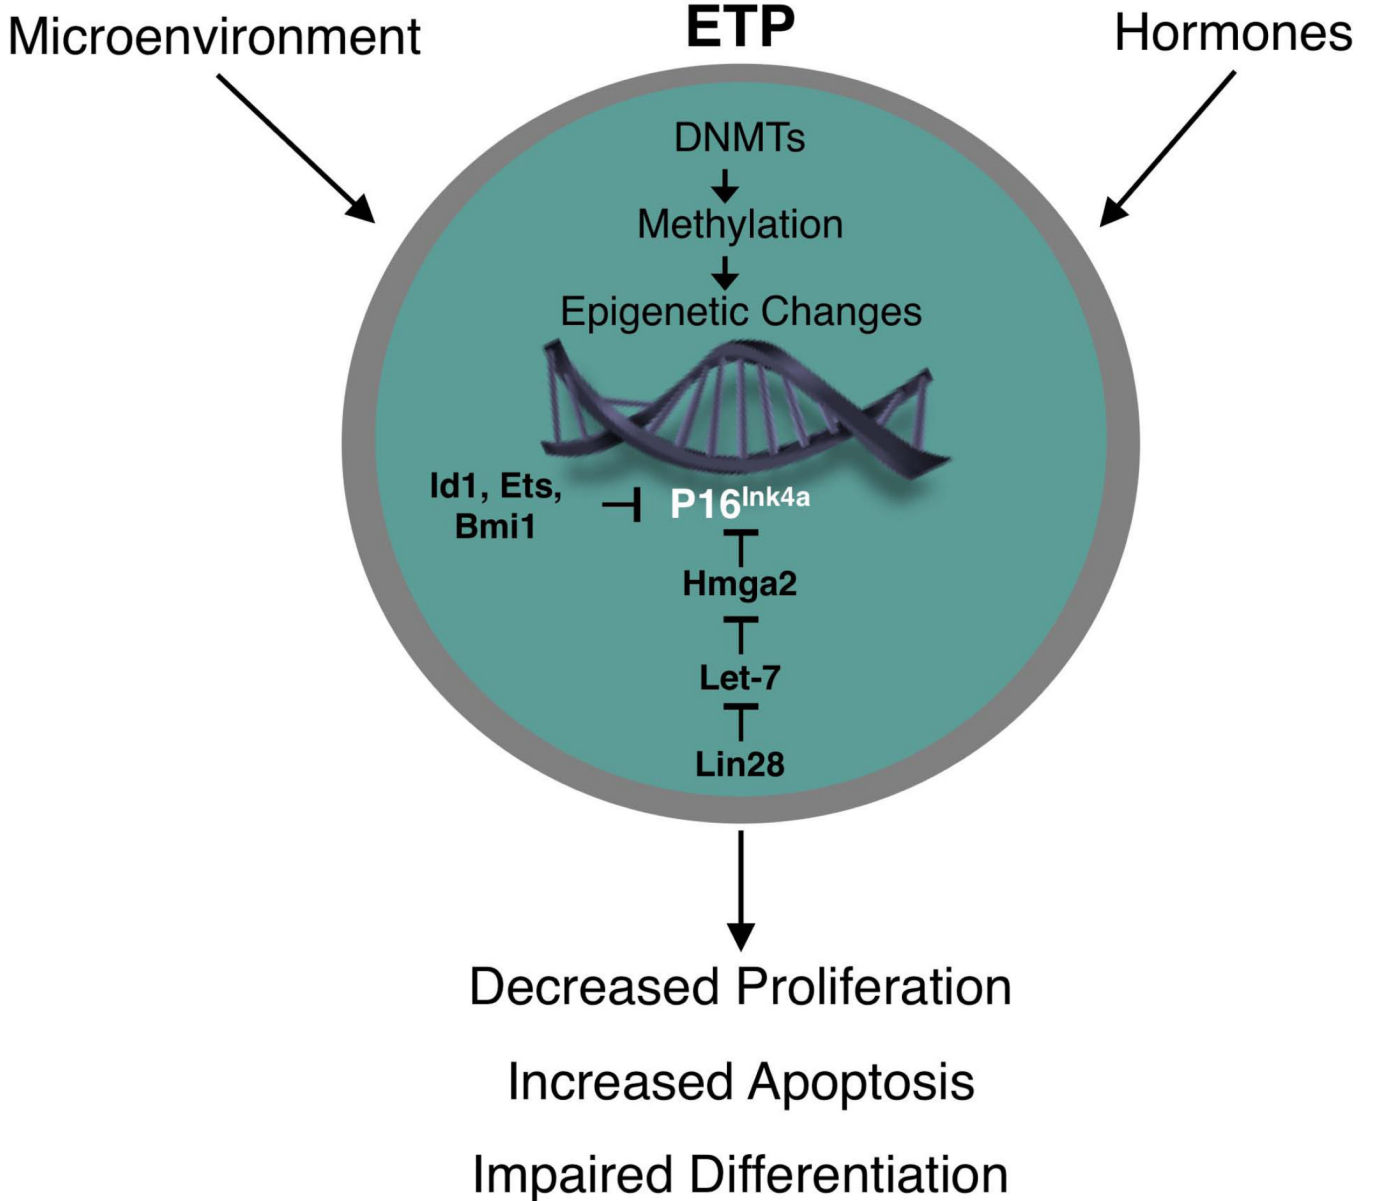 Microenvironment
ETP
Hormones
DNMTs
Methylation
Epigenetic Changes
Id1, Ets,
Bmi1
P16Ink4a
Hmga2
Let-7
Lin28
Decreased Proliferation
Increased Apoptosis
Impaired Differentiation